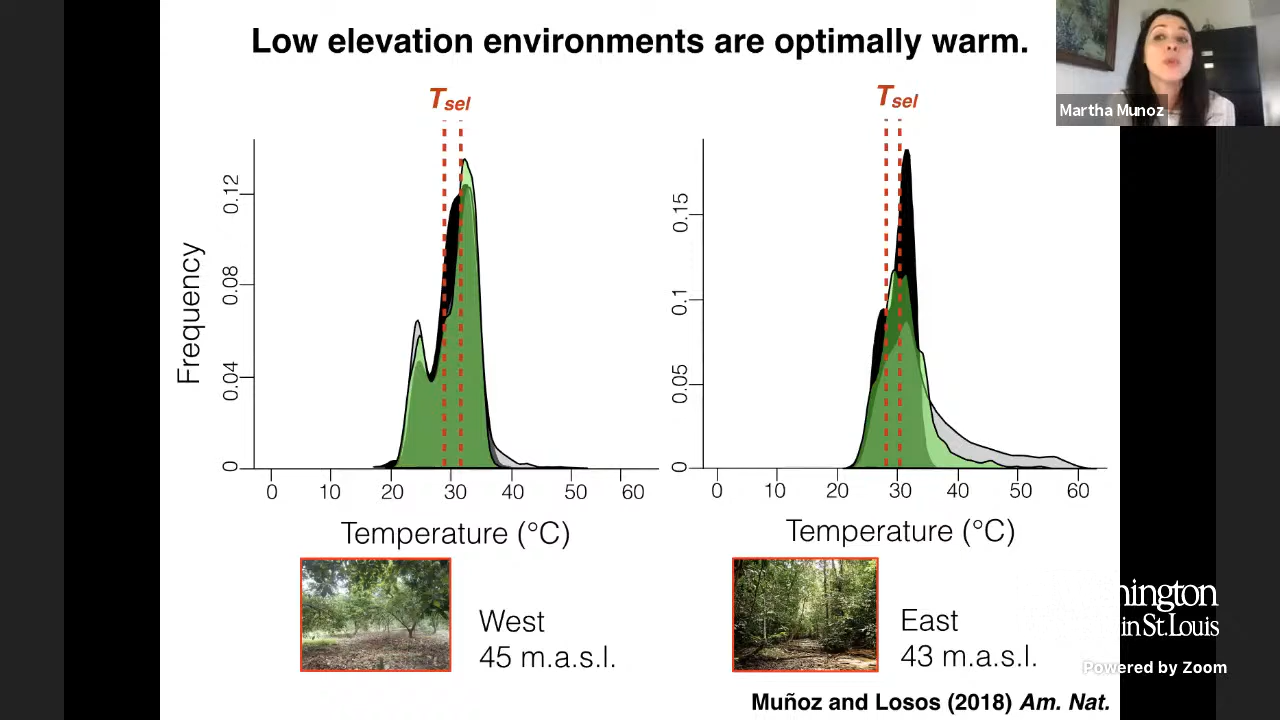 Low elevation environments are optimally warm.
Martha Munoz
Tsel
Tsel
Frequency
0.12
0.08
0.04
0
0 10 20 30 40 50 60
Temperature (°C)
0.15
0.1
0.05
0
0 10 20 30 40 50 60
Temperature (°C)
West
45 m.a.s.l.
East
43 m.a.s.l.
Muñoz and Losos (2018) Am. Nat.
hington
in St. Louis
Powered by Zoom